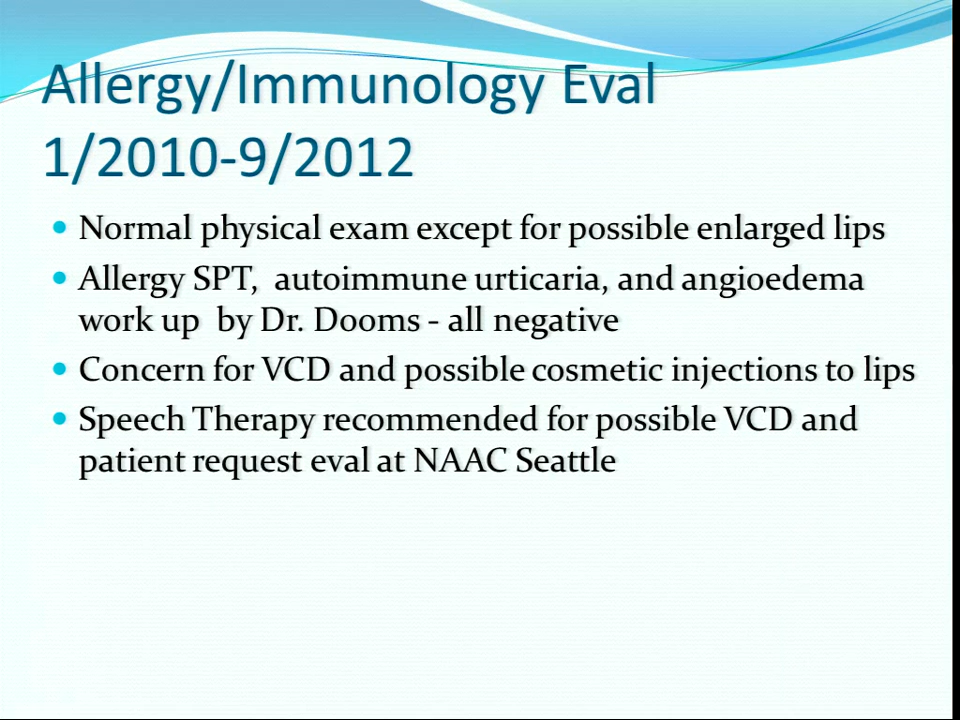 Allergy/Immunology Eval
1/2010-9/2012
• Normal physical exam except for possible enlarged lips
• Allergy SPT,  autoimmune urticaria, and angioedema
work up  by Dr. Dooms - all negative
• Concern for VCD and possible cosmetic injections to lips
• Speech Therapy recommended for possible VCD and
patient request eval at NAAC Seattle